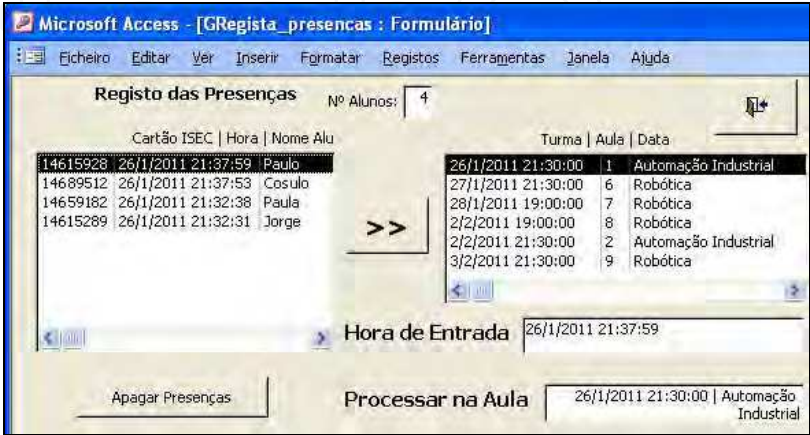 Microsoft Access - [GRegista_presencas : Formulário]
Ficheiro Editar Ver Inserir Formatar Registos Ferramentas Janela Ajuda
Registo das Presenças Nº Alunos: 4
Cartão ISEC | Hora | Nome Alu
14615928 26/1/2011 21:37:59 Paulo
14689512 26/1/2011 21:37:53 Cosulo
14659182 26/1/2011 21:32:38 Paula
14615289 26/1/2011 21:32:31 Jorge
>>
Turma | Aula | Data
26/1/2011 21:30:00 1 Automação Industrial
27/1/2011 21:30:00 6 Robótica
28/1/2011 19:00:00 7 Robótica
2/2/2011 19:00:00 8 Robótica
2/2/2011 21:30:00 2 Automação Industrial
3/2/2011 21:30:00 9 Robótica
Hora de Entrada 26/1/2011 21:37:59
Apagar Presenças
Processar na Aula 26/1/2011 21:30:00 | Automação
Industrial